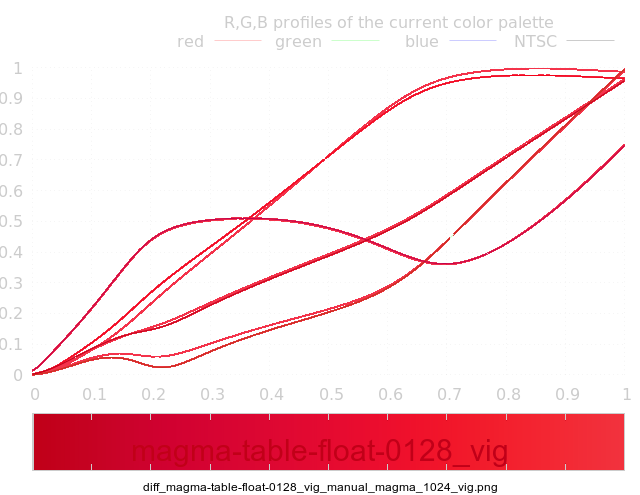 R,G,B profiles of the current color palette
red green blue NTSC
1
0.9
0.8
0.7
0.6
0.5
0.4
0.3
0.2
0.1
0
0 0.1 0.2 0.3 0.4 0.5 0.6 0.7 0.8 0.9 1
magma-table-float-0128_vig
diff_magma-table-float-0128_vig_manual_magma_1024_vig.png